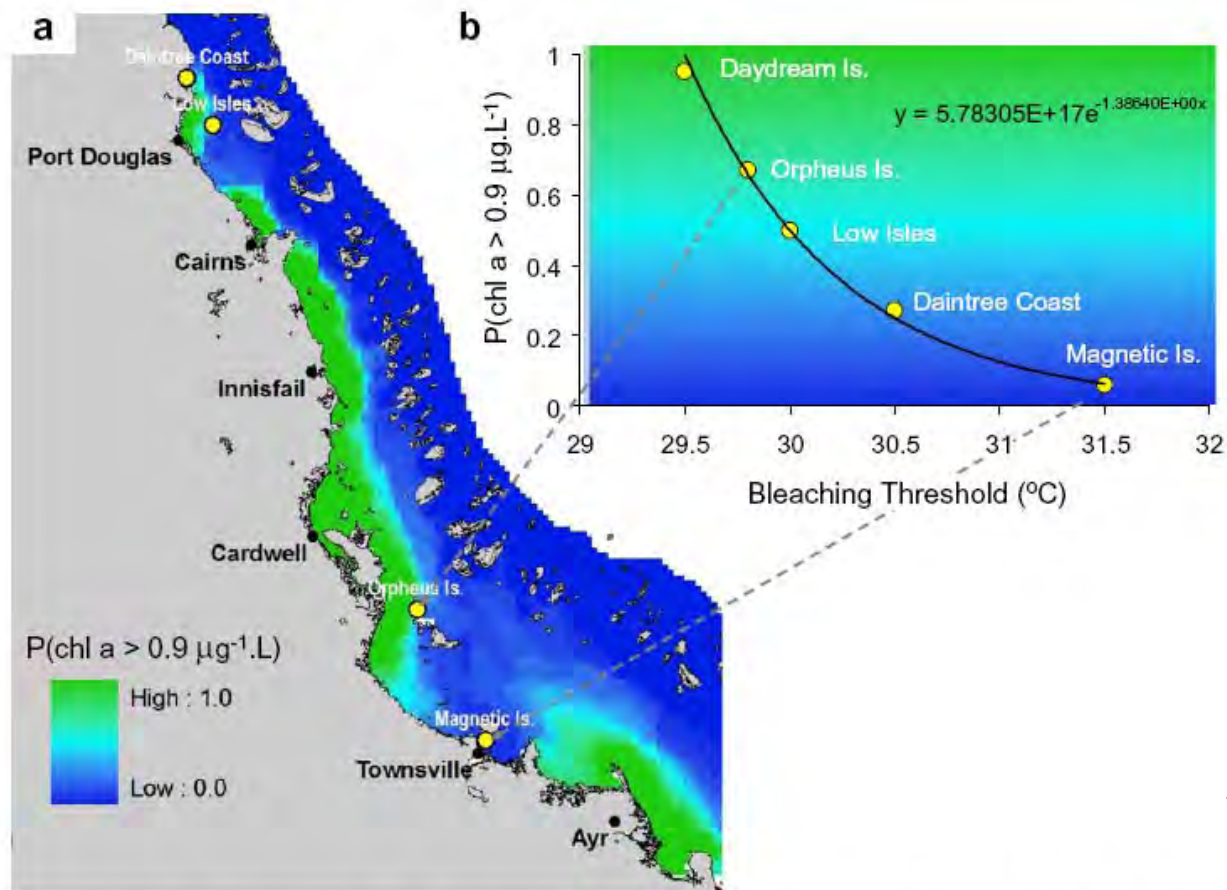 a
Daintree Coast
Low Isles
Port Douglas
Cairns
Innisfail
Cardwell
Orpheus Is.
P(chl a > 0.9 µg⁻¹.L)
High : 1.0
Low : 0.0
Magnetic Is.
Townsville
Ayr
b
P(chl a > 0.9 µg.L⁻¹)
1
0.8
0.6
0.4
0.2
0
Daydream Is.
y = 5.78305E+17e^-1.38640E+00x
Orpheus Is.
Low Isles
Daintree Coast
Magnetic Is.
29 29.5 30 30.5 31 31.5 32
Bleaching Threshold (ºC)